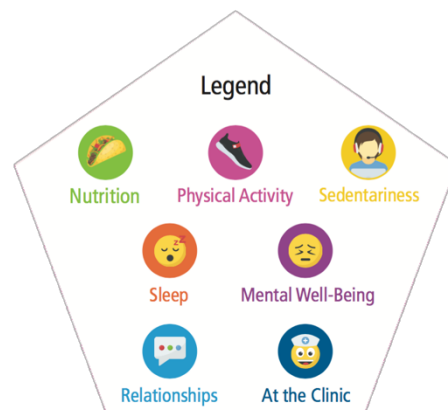 Legend
Nutrition Physical Activity Sedentariness
Sleep Mental Well-Being
Relationships At the Clinic